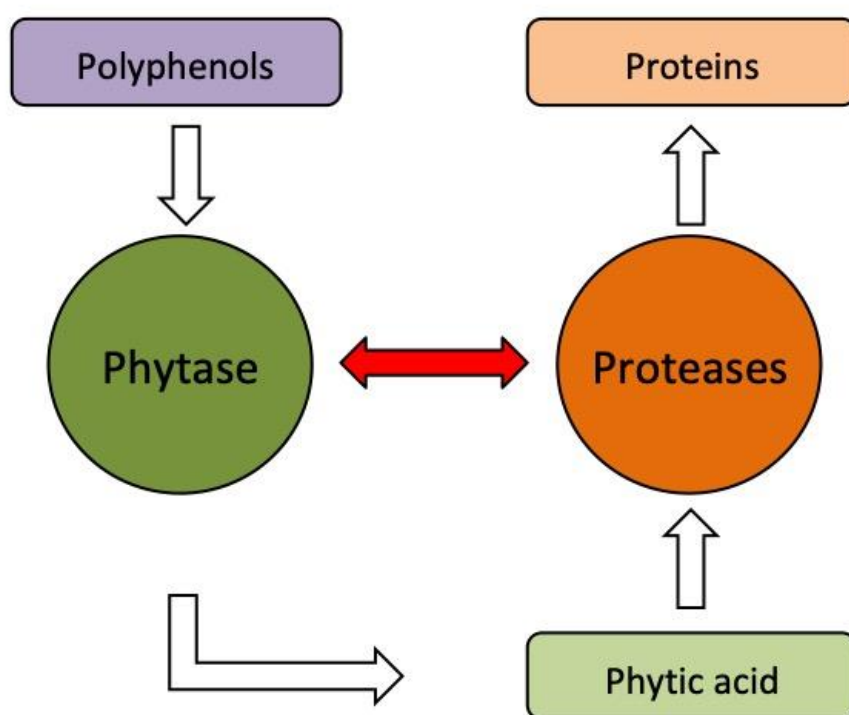 Polyphenols
Proteins
Phytase
Proteases
Phytic acid